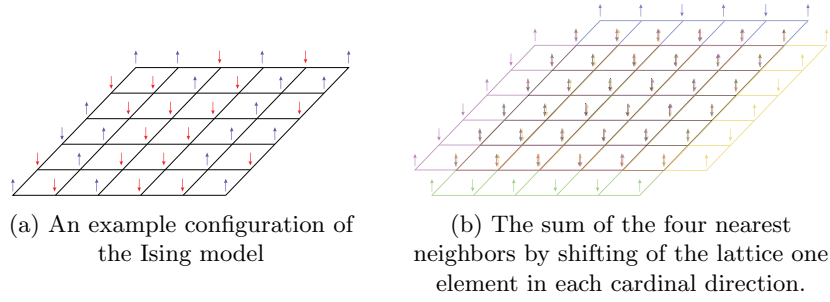 (a) An example configuration of
the Ising model
(b) The sum of the four nearest
neighbors by shifting of the lattice one
element in each cardinal direction.